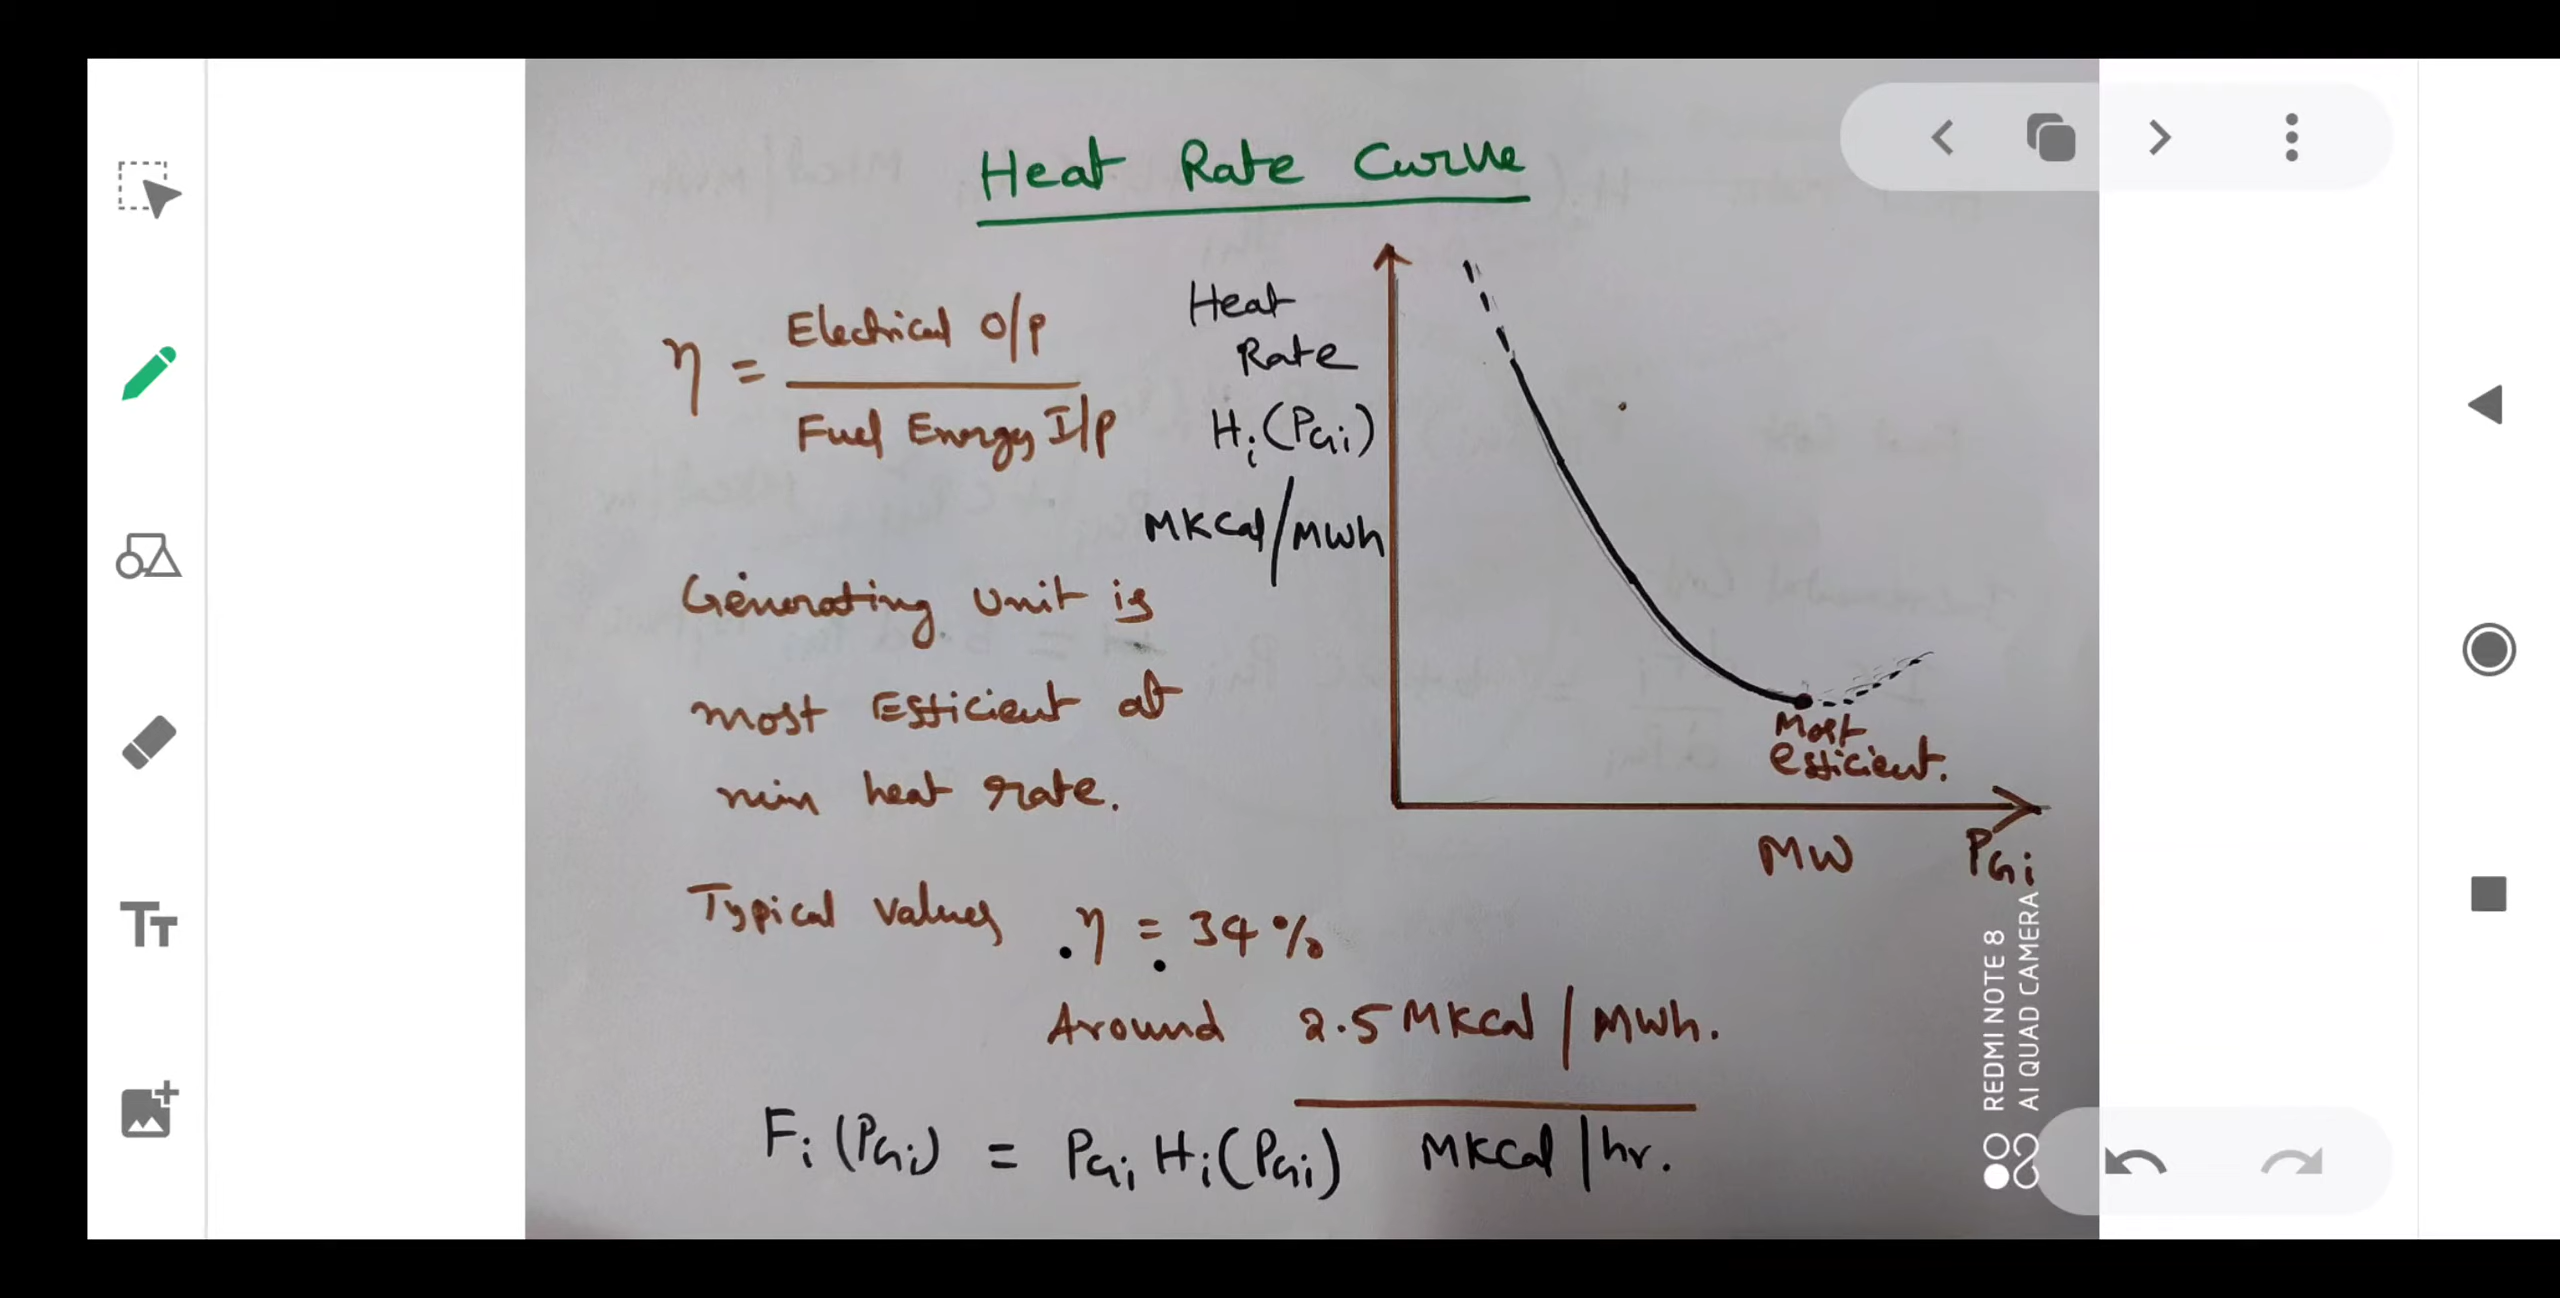 Heat Rate Curve
η = Electrical O/P
Fuel Energy I/P
Heat
Rate
Hi(PGi)
MKCal/MWh
Generating Unit is
most Efficient at
min heat rate.
Most
efficient.
MW PGi
Typical values η = 34%
Around 2.5 MKCal / MWh.
Fi (PGi) = PGi Hi(PGi) MKCal / hr.
REDMI NOTE 8
AI QUAD CAMERA
Tт